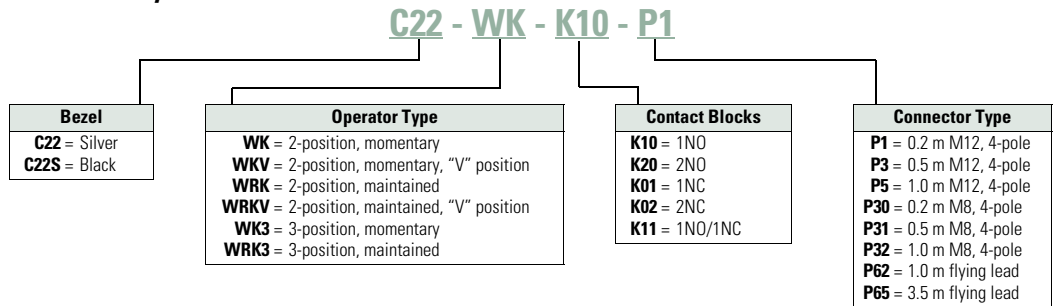 C22 - WK - K10 - P1
Bezel
C22 = Silver
C22S = Black
Operator Type
WK = 2-position, momentary
WKV = 2-position, momentary, “V” position
WRK = 2-position, maintained
WRKV = 2-position, maintained, “V” position
WK3 = 3-position, momentary
WRK3 = 3-position, maintained
Contact Blocks
K10 = 1NO
K20 = 2NO
K01 = 1NC
K02 = 2NC
K11 = 1NO/1NC
Connector Type
P1 = 0.2 m M12, 4-pole
P3 = 0.5 m M12, 4-pole
P5 = 1.0 m M12, 4-pole
P30 = 0.2 m M8, 4-pole
P31 = 0.5 m M8, 4-pole
P32 = 1.0 m M8, 4-pole
P62 = 1.0 m flying lead
P65 = 3.5 m flying lead